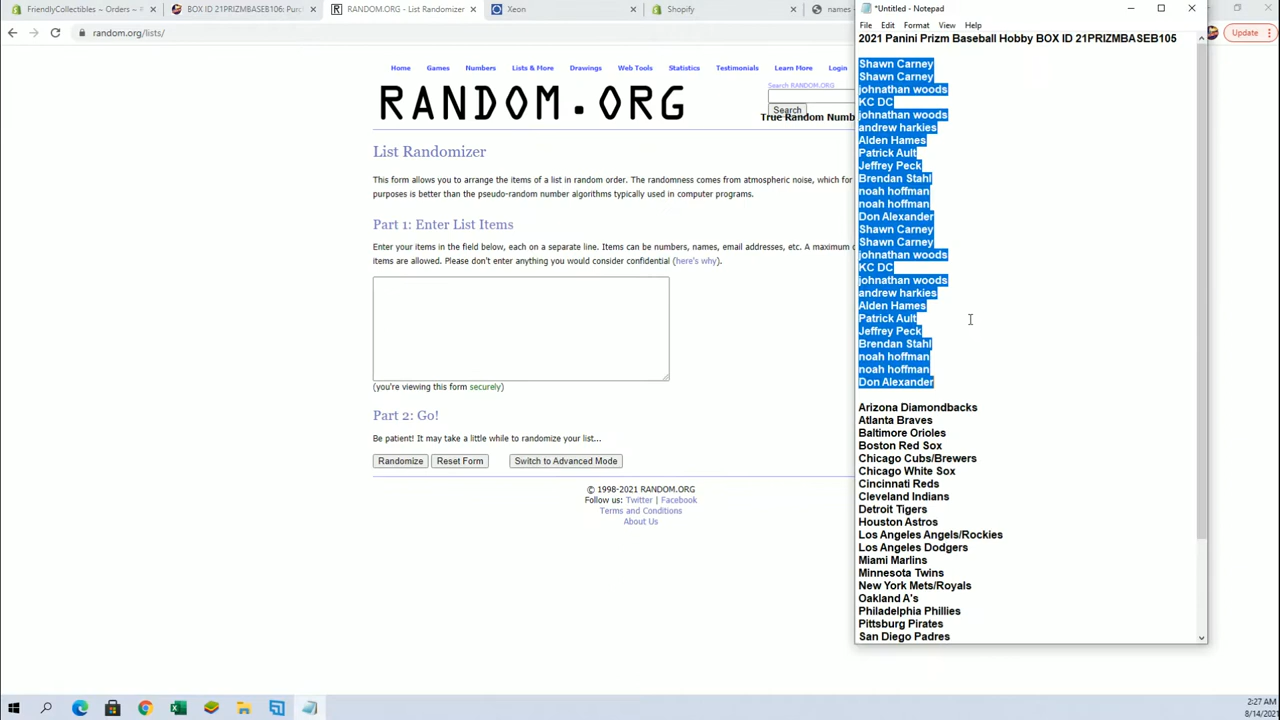 FriendlyCollectibles ~ Orders ~
BOX ID 21PRIZMBASEB106: Purc
RANDOM.ORG - List Randomizer
Xeon
Shopify
names
random.org/lists/
Update
Home Games Numbers Lists & More Drawings Web Tools Statistics Testimonials Learn More Login
Search RANDOM.ORG
RANDOM.ORG
Search
True Random Numb
List Randomizer
This form allows you to arrange the items of a list in random order. The randomness comes from atmospheric noise, which for
purposes is better than the pseudo-random number algorithms typically used in computer programs.
Part 1: Enter List Items
Enter your items in the field below, each on a separate line. Items can be numbers, names, email addresses, etc. A maximum
items are allowed. Please don't enter anything you would consider confidential (here's why).
(you're viewing this form securely)
Part 2: Go!
Be patient! It may take a little while to randomize your list...
Randomize
Reset Form
Switch to Advanced Mode
© 1998-2021 RANDOM.ORG
Follow us: Twitter | Facebook
Terms and Conditions
About Us
*Untitled - Notepad
File Edit Format View Help
2021 Panini Prizm Baseball Hobby BOX ID 21PRIZMBASEB105
Shawn Carney
Shawn Carney
johnathan woods
KC DC
johnathan woods
andrew harkies
Alden Hames
Patrick Ault
Jeffrey Peck
Brendan Stahl
noah hoffman
noah hoffman
Don Alexander
Shawn Carney
Shawn Carney
johnathan woods
KC DC
johnathan woods
andrew harkies
Alden Hames
Patrick Ault
Jeffrey Peck
Brendan Stahl
noah hoffman
noah hoffman
Don Alexander
Arizona Diamondbacks
Atlanta Braves
Baltimore Orioles
Boston Red Sox
Chicago Cubs/Brewers
Chicago White Sox
Cincinnati Reds
Cleveland Indians
Detroit Tigers
Houston Astros
Los Angeles Angels/Rockies
Los Angeles Dodgers
Miami Marlins
Minnesota Twins
New York Mets/Royals
Oakland A's
Philadelphia Phillies
Pittsburg Pirates
San Diego Padres
2:27 AM
8/14/2021